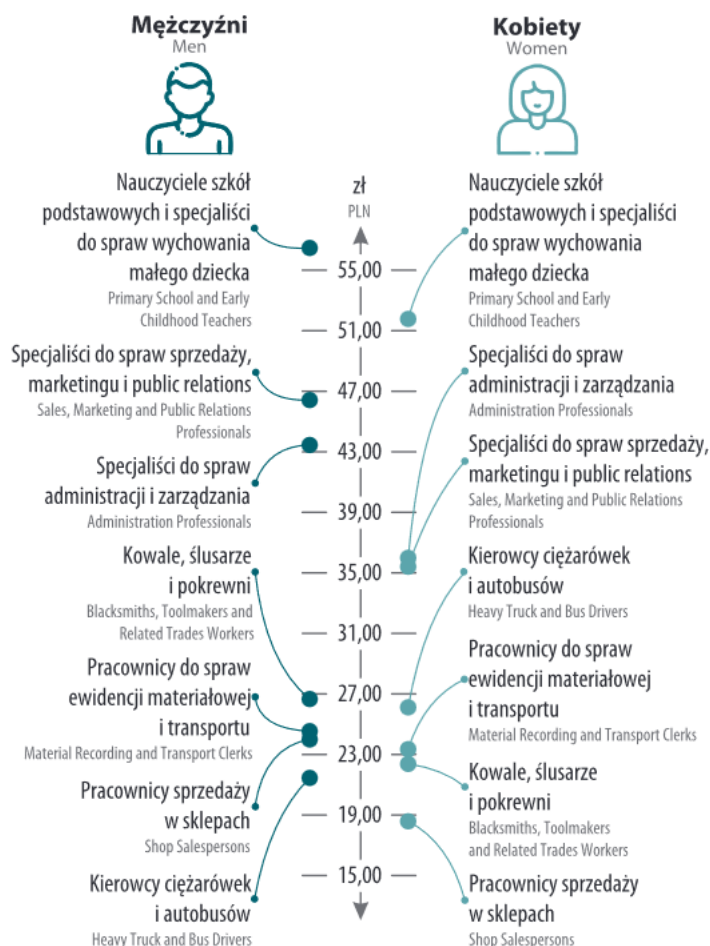 Mężczyźni
Men
Kobiety
Women
Nauczyciele szkół
podstawowych i specjaliści
do spraw wychowania
małego dziecka
Primary School and Early
Childhood Teachers
Specjaliści do spraw sprzedaży,
marketingu i public relations
Sales, Marketing and Public Relations
Professionals
Specjaliści do spraw
administracji i zarządzania
Administration Professionals
Kowale, ślusarze
i pokrewni
Blacksmiths, Toolmakers and
Related Trades Workers
Pracownicy do spraw
ewidencji materiałowej
i transportu
Material Recording and Transport Clerks
Pracownicy sprzedaży
w sklepach
Shop Salespersons
Kierowcy ciężarówek
i autobusów
Heavy Truck and Bus Drivers
zł
PLN
55,00
51,00
47,00
43,00
39,00
35,00
31,00
27,00
23,00
19,00
15,00
Nauczyciele szkół
podstawowych i specjaliści
do spraw wychowania
małego dziecka
Primary School and Early
Childhood Teachers
Specjaliści do spraw
administracji i zarządzania
Administration Professionals
Specjaliści do spraw sprzedaży,
marketingu i public relations
Sales, Marketing and Public Relations
Professionals
Kierowcy ciężarówek
i autobusów
Heavy Truck and Bus Drivers
Pracownicy do spraw
ewidencji materiałowej
i transportu
Material Recording and Transport Clerks
Kowale, ślusarze
i pokrewni
Blacksmiths, Toolmakers
and Related Trades Workers
Pracownicy sprzedaży
w sklepach
Shop Salespersons